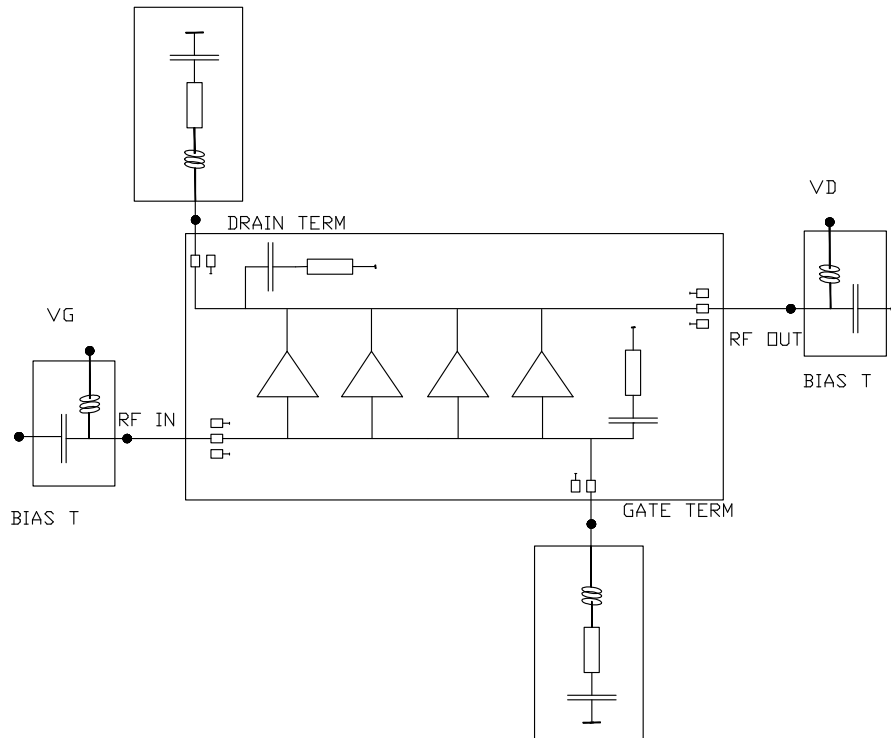 VD
DRAIN TERM
VG
RF OUT
BIAS T
RF IN
GATE TERM
BIAS T